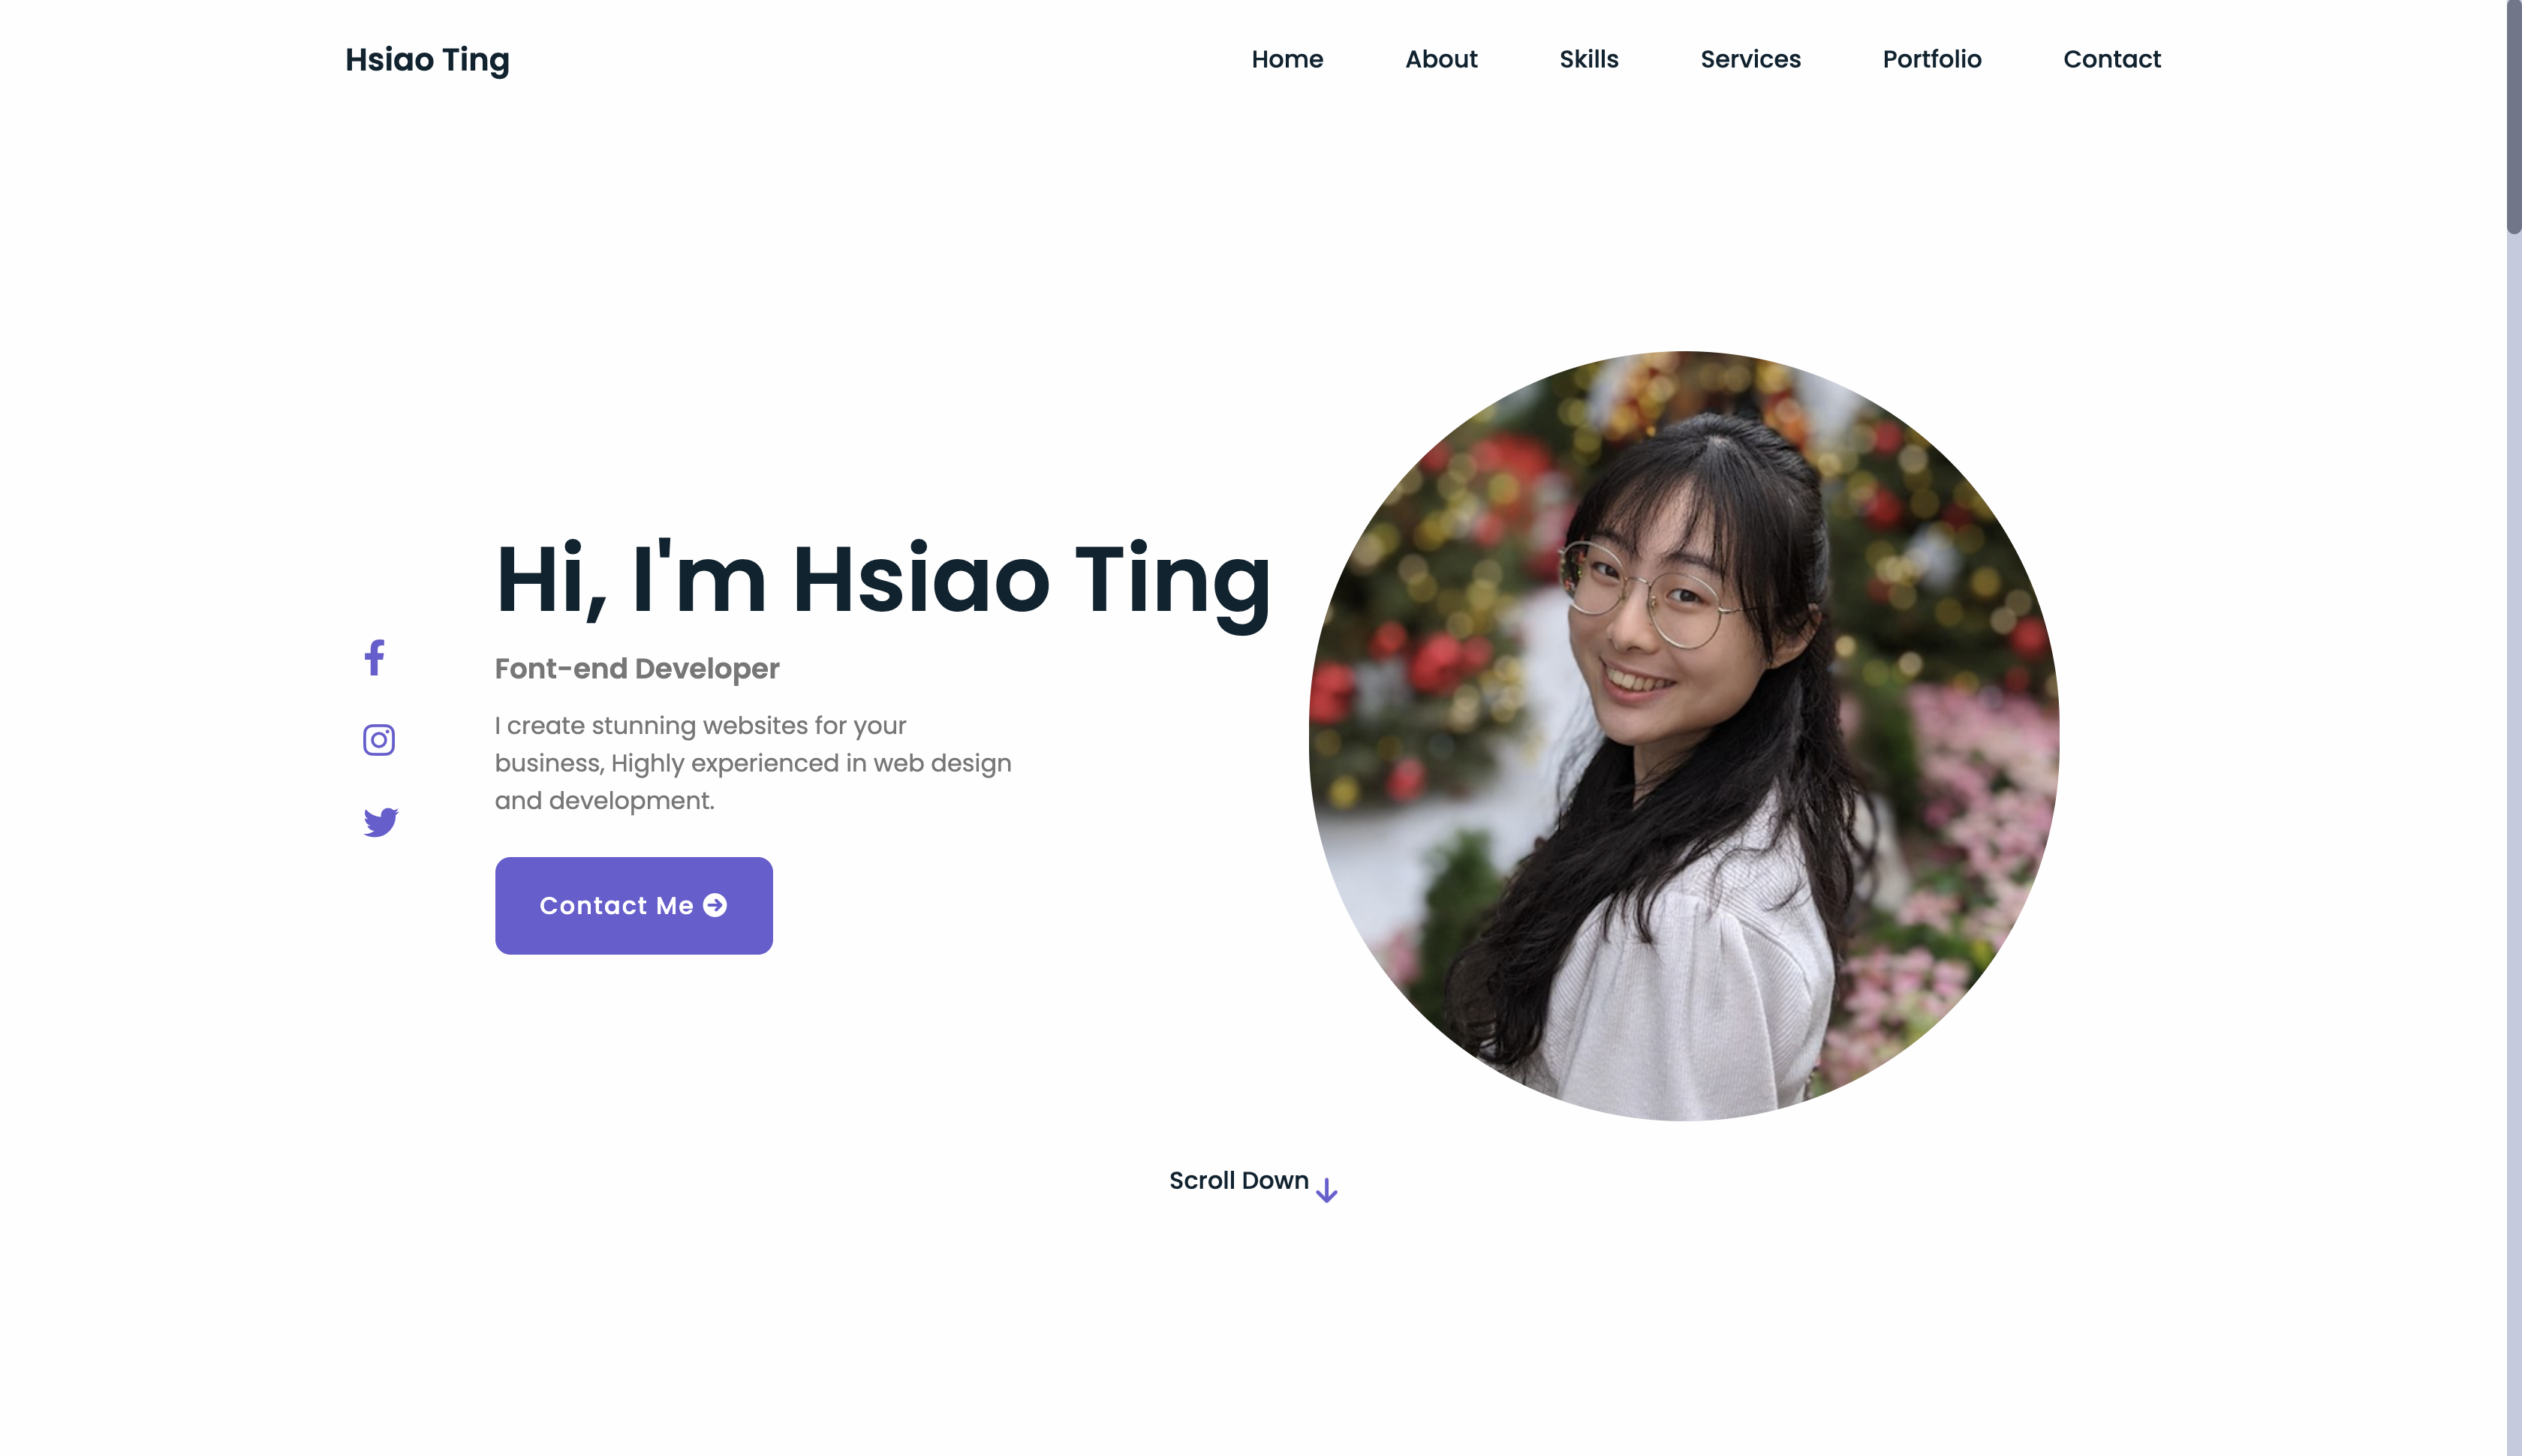 Hsiao Ting
Home About Skills Services Portfolio Contact
Hi, I'm Hsiao Ting
Font-end Developer
I create stunning websites for your
business, Highly experienced in web design
and development.
Contact Me
Scroll Down